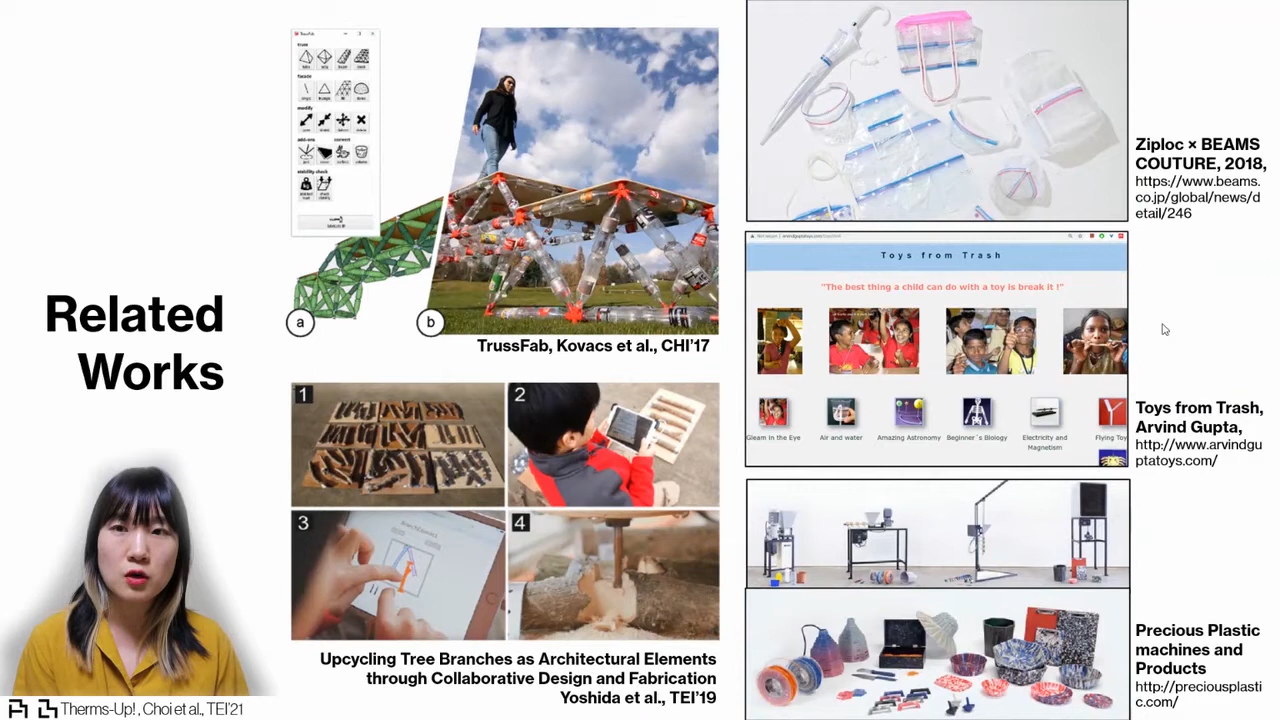 Related
Works
TrussFab
a
b
TrussFab, Kovacs et al., CHI'17
1
2
3
4
Upcycling Tree Branches as Architectural Elements
through Collaborative Design and Fabrication
Yoshida et al., TEI'19
Ziploc × BEAMS
COUTURE, 2018,
https://www.beams.
co.jp/global/news/d
etail/246
Toys from Trash
"The best thing a child can do with a toy is break it !"
Gleam in the Eye
Air and water
Amazing Astronomy
Beginner's Biology
Electricity and
Magnetism
Flying Toy
Toys from Trash,
Arvind Gupta,
http://www.arvindgu
ptatoys.com/
Precious Plastic
machines and
Products
http://preciousplasti
c.com/
Therms-Up!, Choi et al., TEI'21